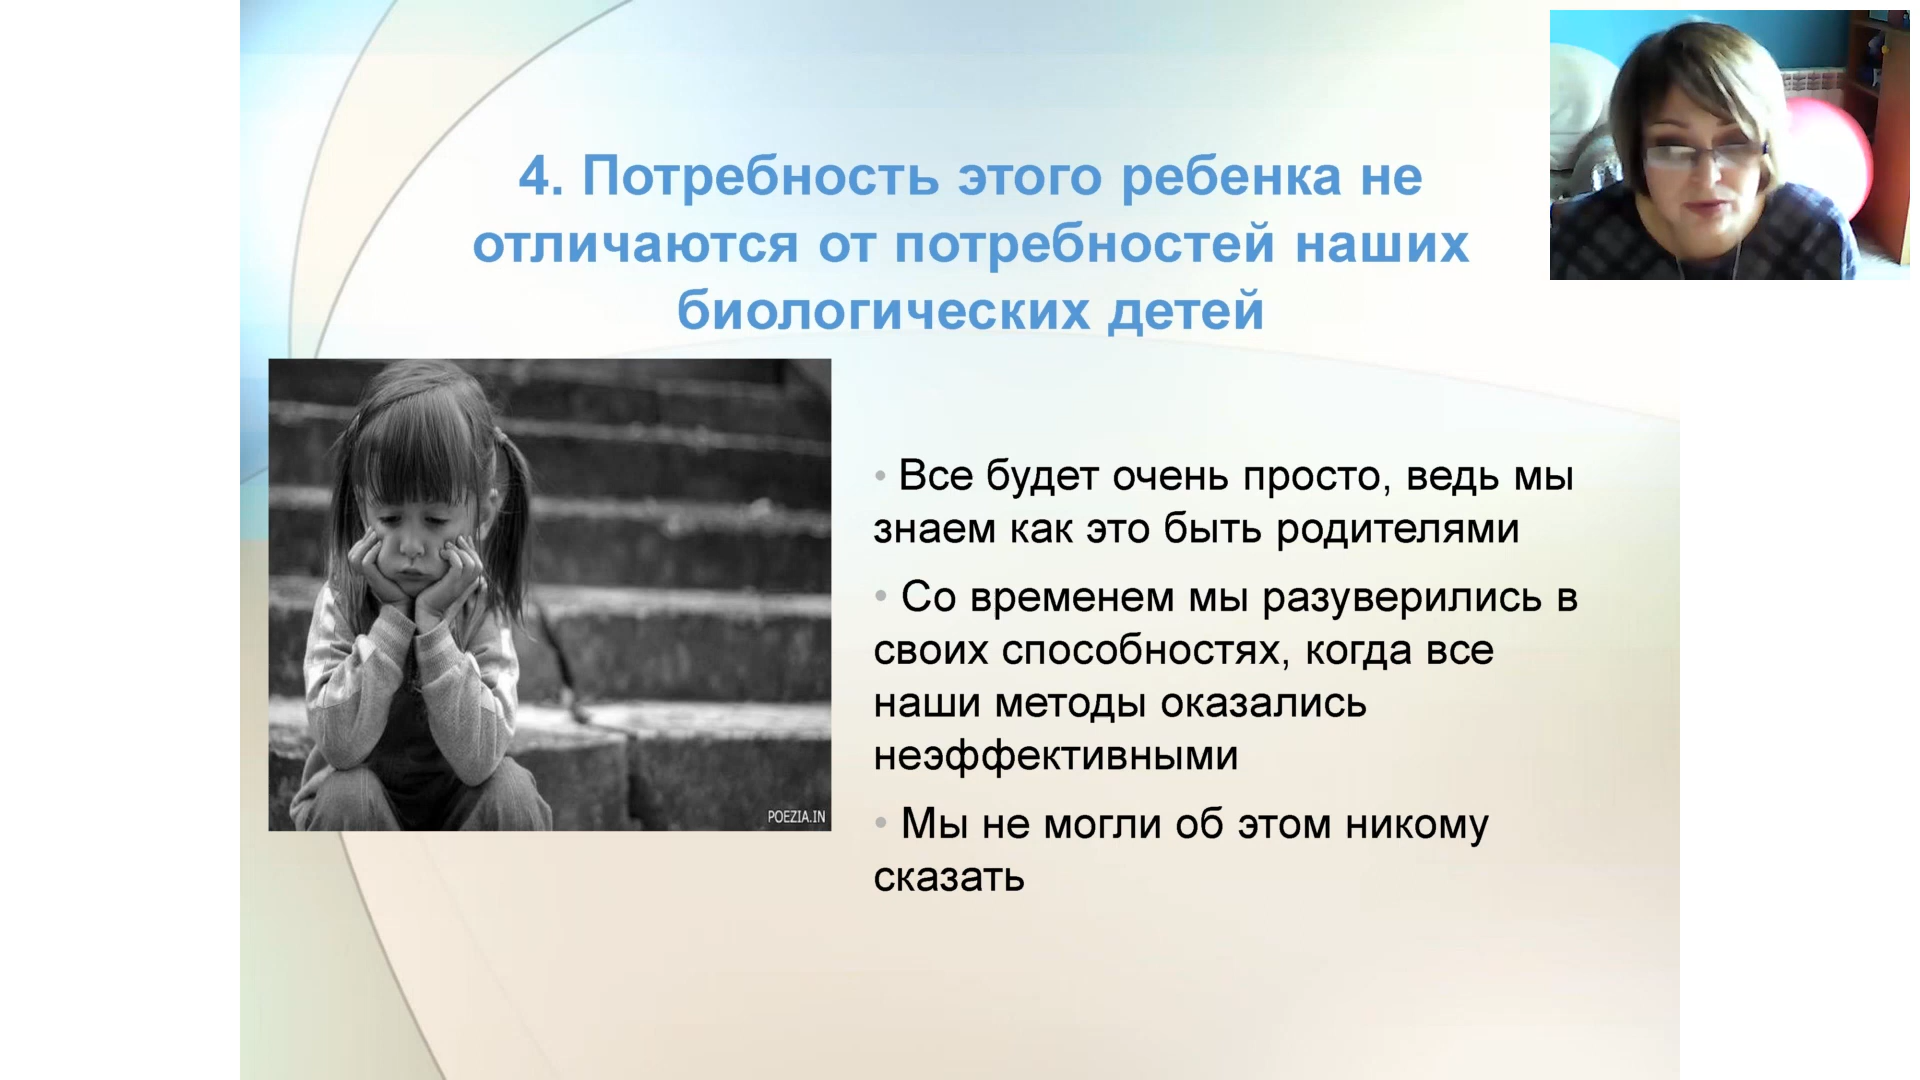 4. Потребность этого ребенка не
отличаются от потребностей наших
биологических детей
• Все будет очень просто, ведь мы
знаем как это быть родителями
• Со временем мы разуверились в
своих способностях, когда все
наши методы оказались
неэффективными
• Мы не могли об этом никому
сказать
POEZIA.IN